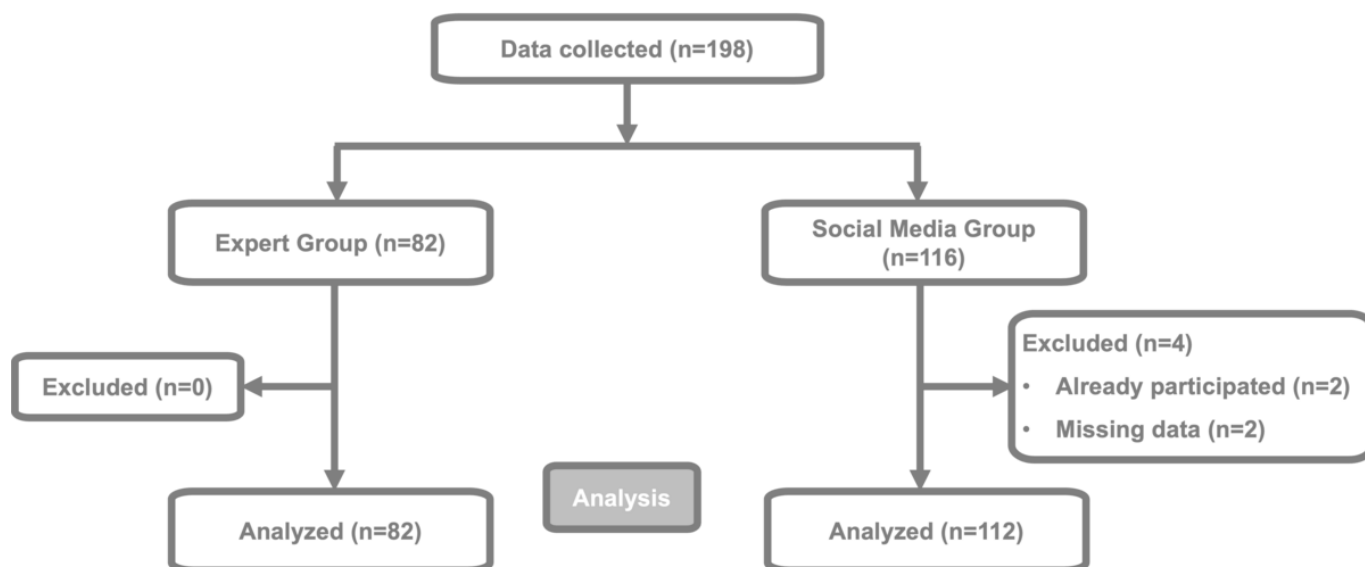 Data collected (n=198)
Expert Group (n=82)
Social Media Group
(n=116)
Excluded (n=0)
Excluded (n=4)
• Already participated (n=2)
• Missing data (n=2)
Analysis
Analyzed (n=82)
Analyzed (n=112)